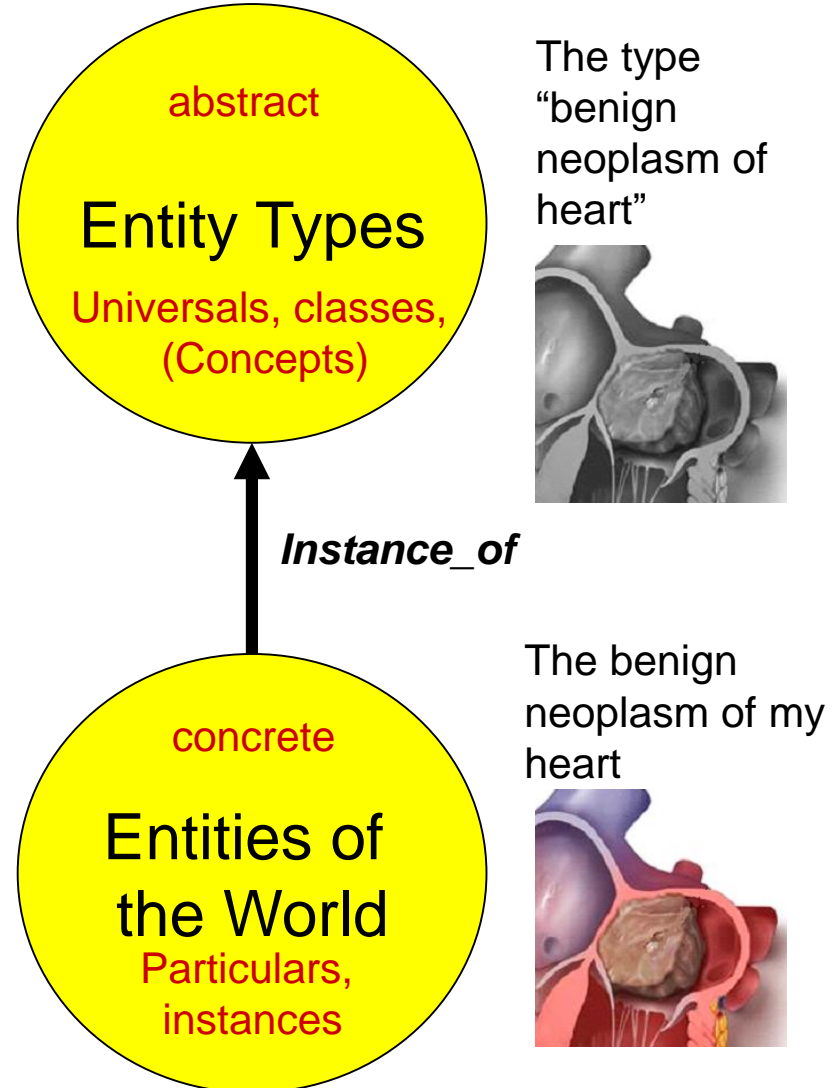 abstract
Entity Types
Universals, classes,
(Concepts)
The type
“benign
neoplasm of
heart”
Instance_of
concrete
Entities of
the World
Particulars,
instances
The benign
neoplasm of my
heart